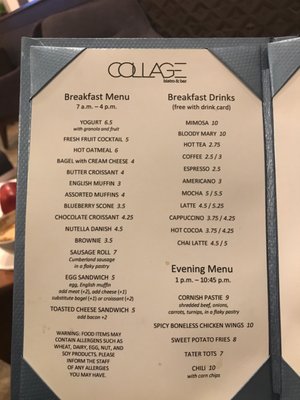 COLLAGE
bistro & bar
Breakfast Menu
7 a.m. – 4 p.m.
YOGURT 6.5
with granola and fruit
FRESH FRUIT COCKTAIL 5
HOT OATMEAL 6
BAGEL with CREAM CHEESE 4
BUTTER CROISSANT 4
ENGLISH MUFFIN 3
ASSORTED MUFFINS 4
BLUEBERRY SCONE 3.5
CHOCOLATE CROISSANT 4.25
NUTELLA DANISH 4.5
BROWNIE 3.5
SAUSAGE ROLL 7
Cumberland sausage
in a flaky pastry
EGG SANDWICH 5
egg, English muffin
add meat (+2), add cheese (+1)
substitute bagel (+1) or croissant (+2)
TOASTED CHEESE SANDWICH 5
add bacon +2
WARNING: FOOD ITEMS MAY
CONTAIN ALLERGENS SUCH AS
WHEAT, DAIRY, EGG, NUT, AND
SOY PRODUCTS. PLEASE
INFORM THE STAFF
OF ANY ALLERGIES
YOU MAY HAVE.
Breakfast Drinks
(free with drink card)
MIMOSA 10
BLOODY MARY 10
HOT TEA 2.75
COFFEE 2.5 / 3
ESPRESSO 2.5
AMERICANO 3
MOCHA 5 / 5.5
LATTE 4.5 / 5.25
CAPPUCCINO 3.75 / 4.25
HOT COCOA 3.75 / 4.25
CHAI LATTE 4.5 / 5
Evening Menu
1 p.m. – 10:45 p.m.
CORNISH PASTIE 9
shredded beef, onions,
carrots, turnips, in a flaky pastry
SPICY BONELESS CHICKEN WINGS 10
SWEET POTATO FRIES 8
TATER TOTS 7
CHILI 10
with corn chips